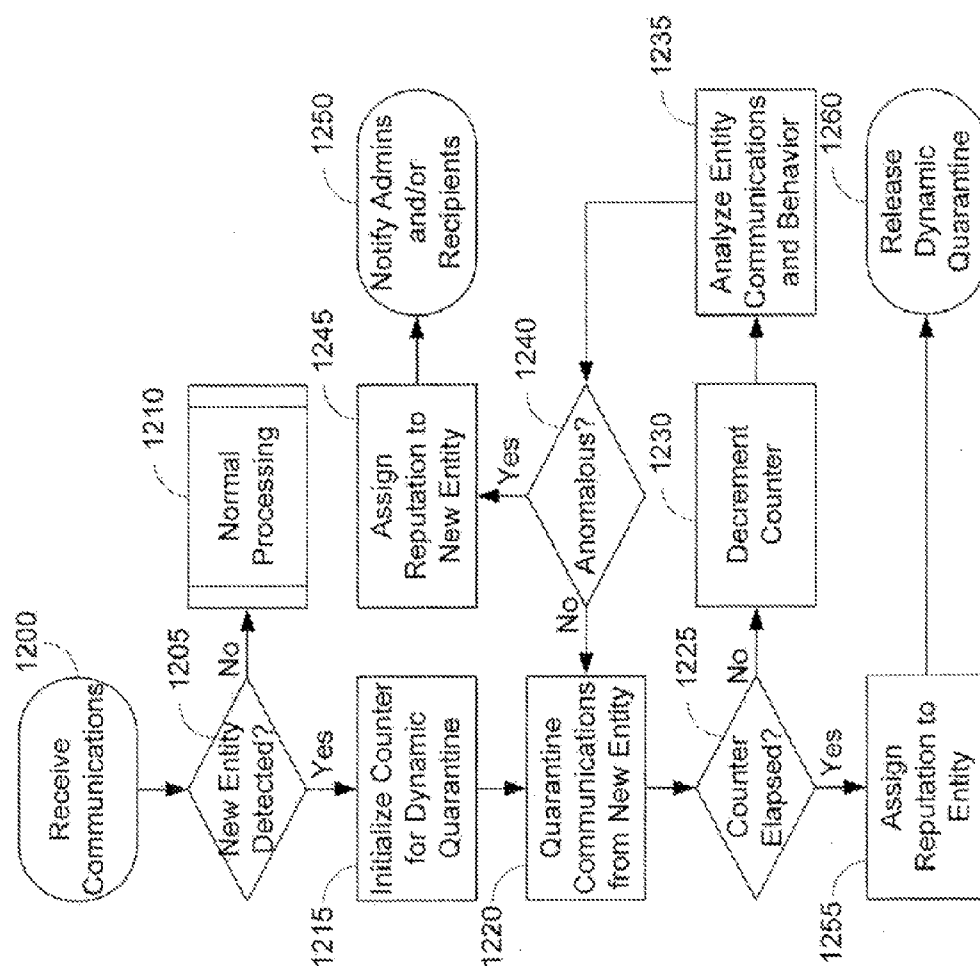 1200
Receive
Communications
1205
New Entity
Detected?
No
Yes
1210
Normal
Processing
1215
Initialize Counter
for Dynamic
Quarantine
1245
Assign
Reputation to
New Entity
1250
Notify Admins
and/or
Recipients
1220
Quarantine
Communications
from New Entity
1240
Anomalous?
Yes
No
1225
Counter
Elapsed?
No
Yes
1230
Decrement
Counter
1235
Analyze Entity
Communications
and Behavior
1255
Assign
Reputation to
Entity
1260
Release
Dynamic
Quarantine